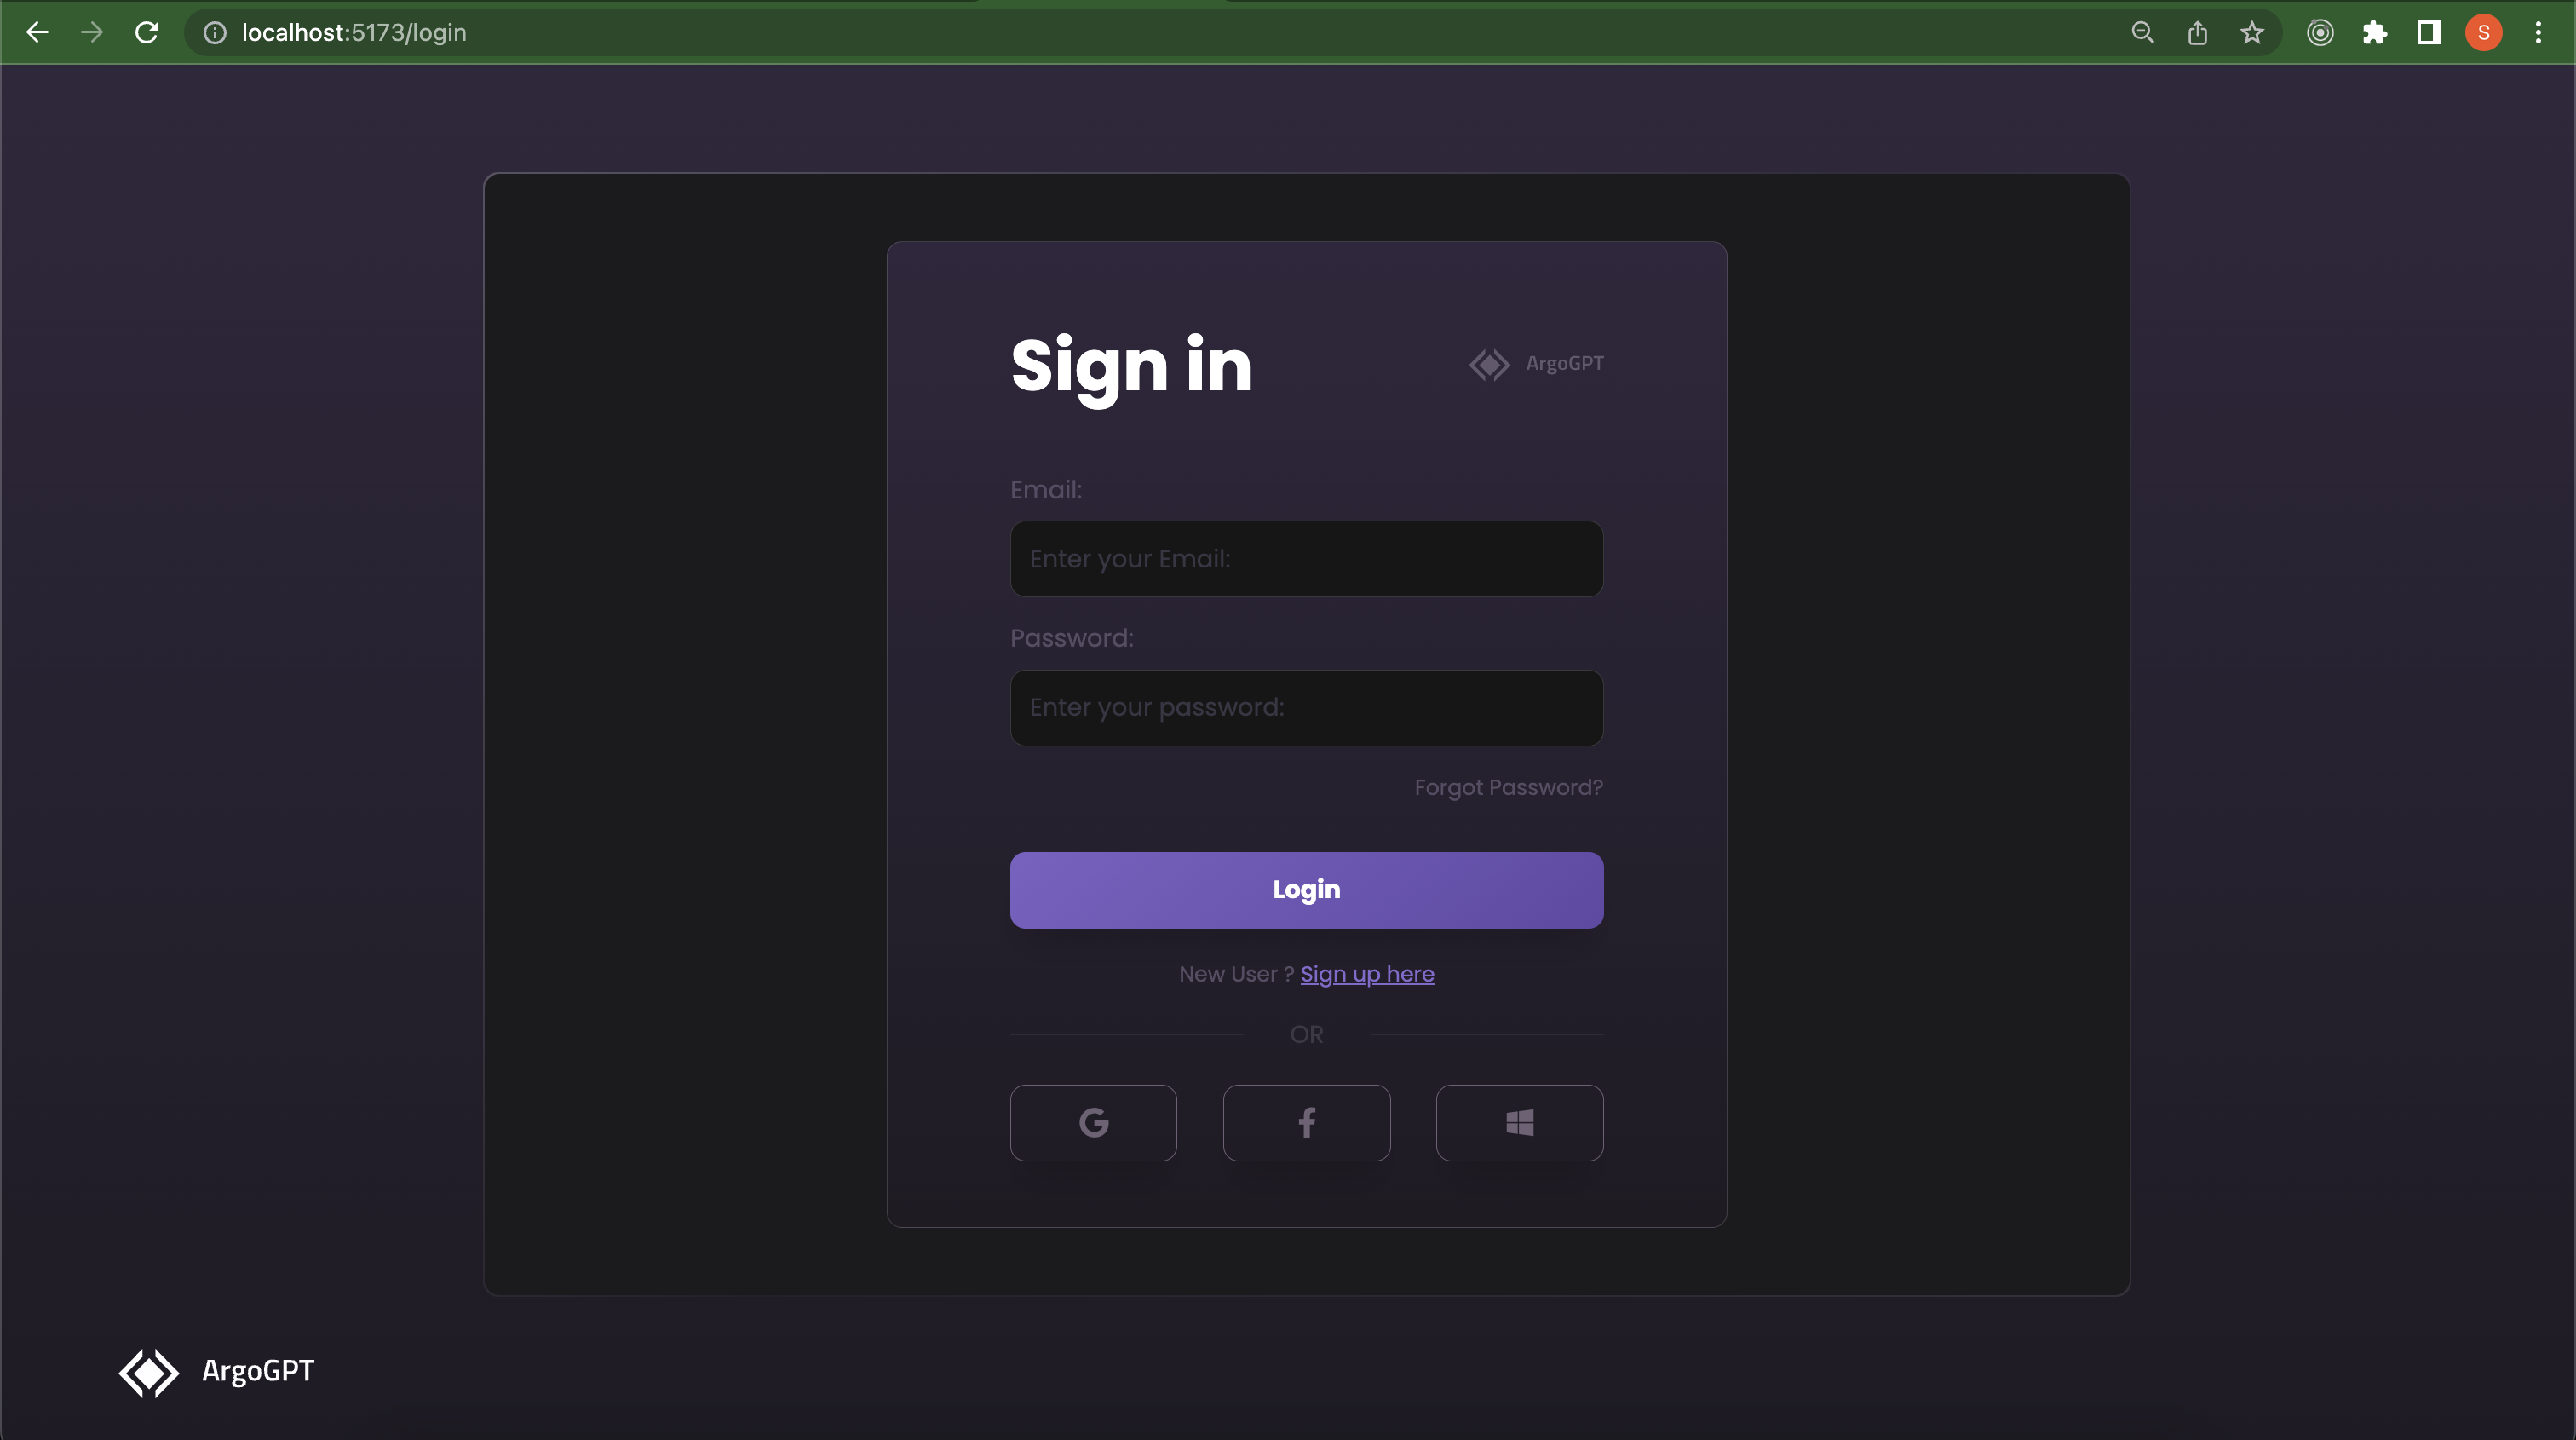 localhost:5173/login
S
Sign in
ArgoGPT
Email:
Enter your Email:
Password:
Enter your password:
Forgot Password?
Login
New User ? Sign up here
OR
ArgoGPT